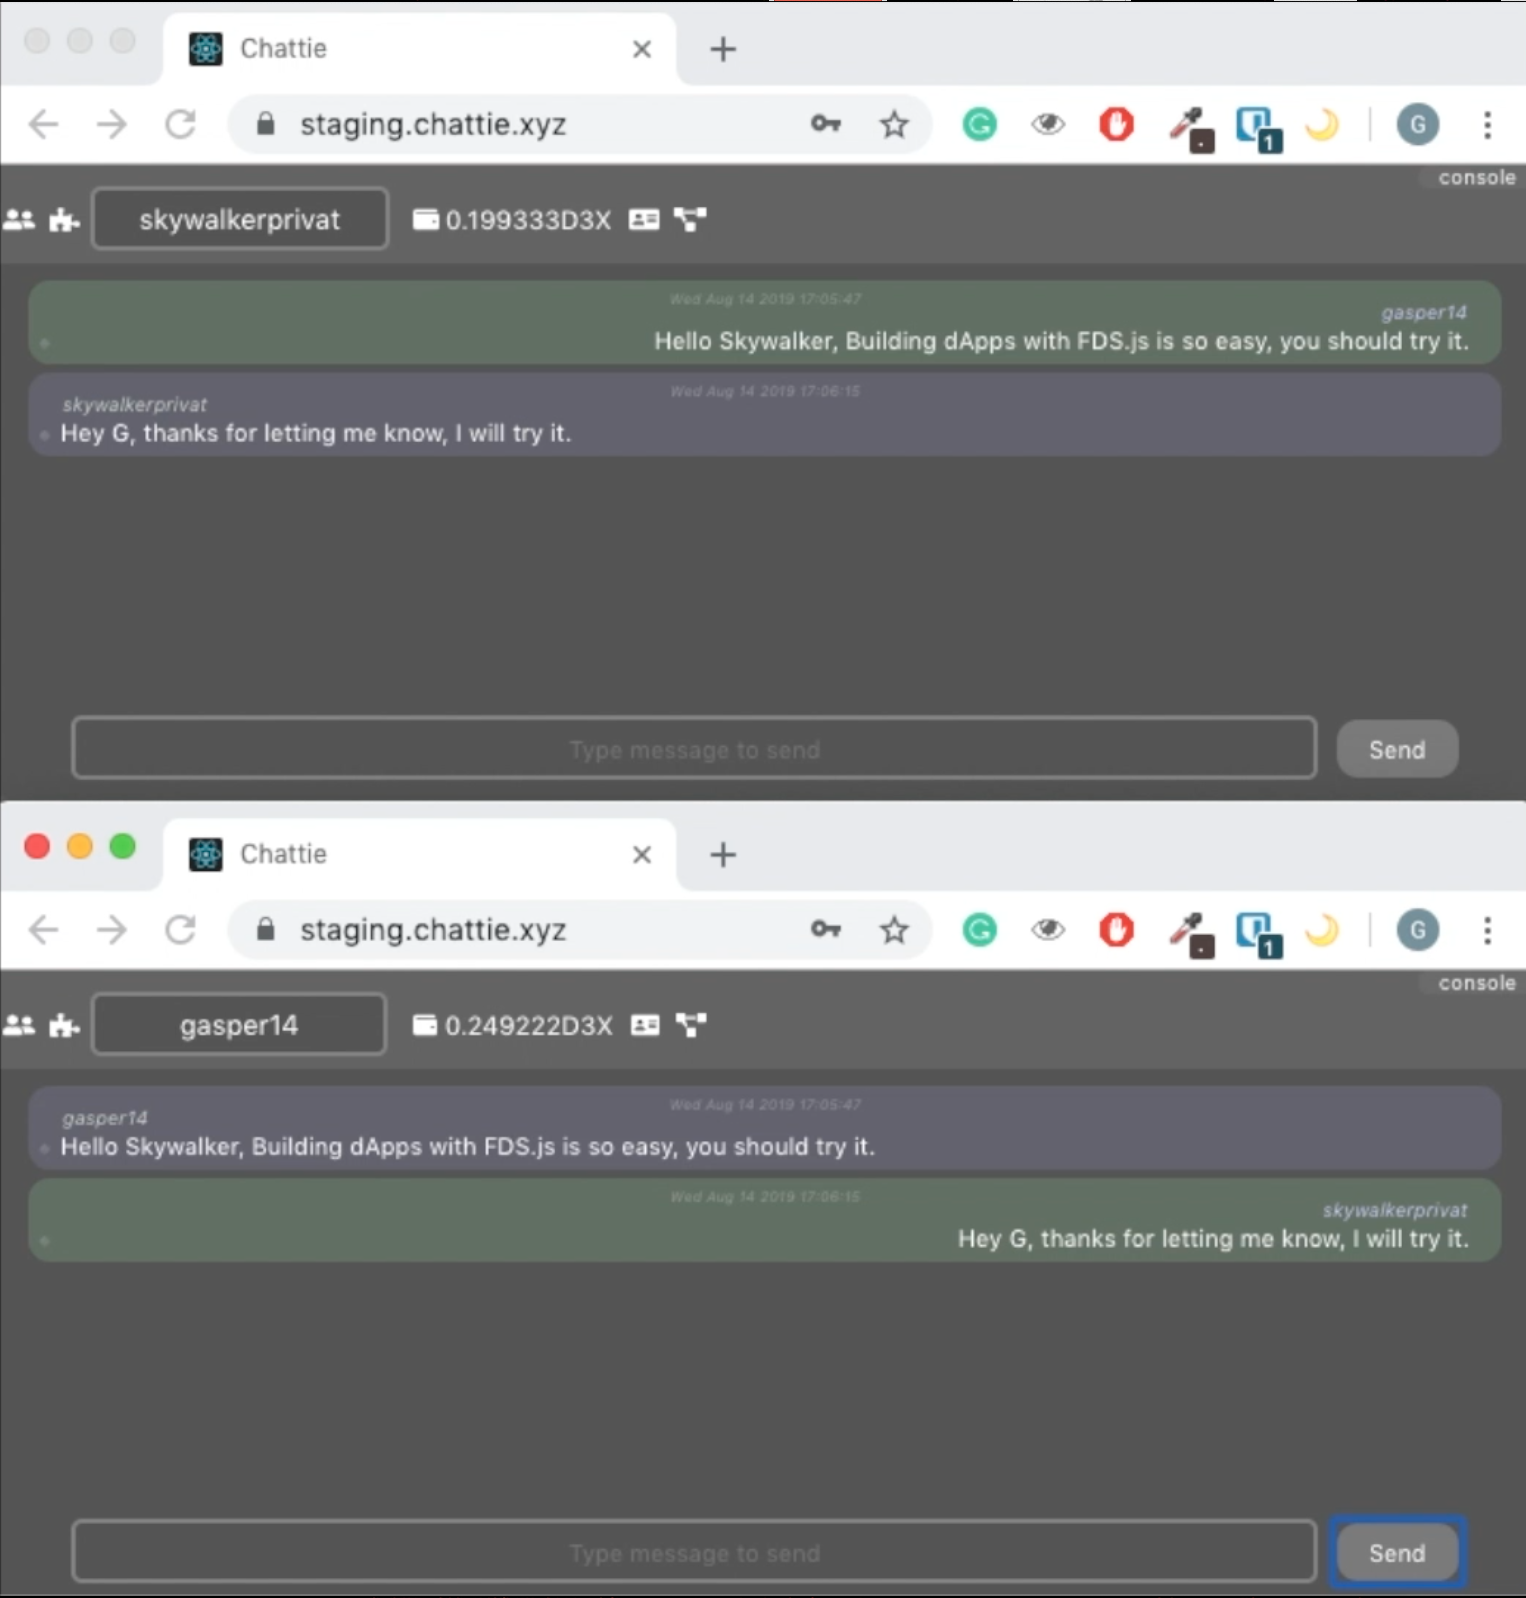 Chattie
staging.chattie.xyz
1
G
console
skywalkerprivat
0.199333D3X
Wed Aug 14 2019 17:05:47
gasper14
Hello Skywalker, Building dApps with FDS.js is so easy, you should try it.
Wed Aug 14 2019 17:06:15
skywalkerprivat
Hey G, thanks for letting me know, I will try it.
Type message to send
Send
Chattie
staging.chattie.xyz
1
G
console
gasper14
0.249222D3X
Wed Aug 14 2019 17:05:47
gasper14
Hello Skywalker, Building dApps with FDS.js is so easy, you should try it.
Wed Aug 14 2019 17:06:15
skywalkerprivat
Hey G, thanks for letting me know, I will try it.
Type message to send
Send